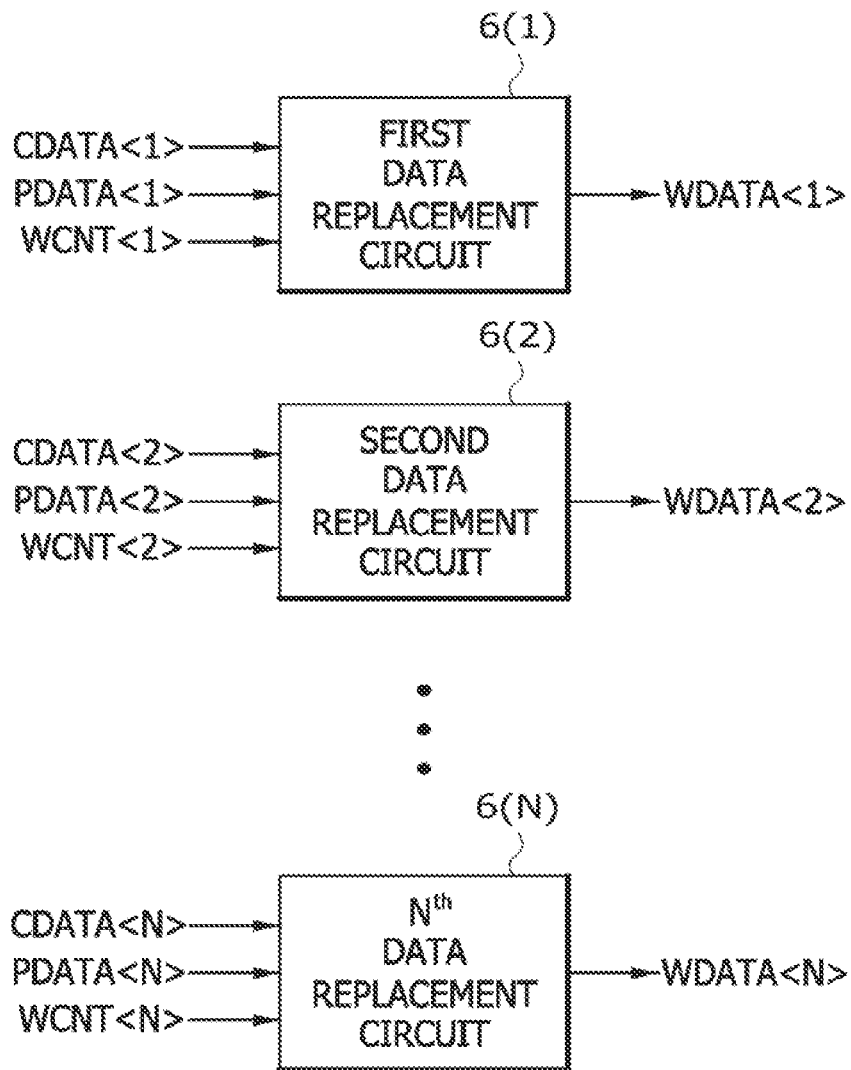 6(1)
CDATA<1>
PDATA<1>
WCNT<1>
FIRST
DATA
REPLACEMENT
CIRCUIT
WDATA<1>
6(2)
CDATA<2>
PDATA<2>
WCNT<2>
SECOND
DATA
REPLACEMENT
CIRCUIT
WDATA<2>
6(N)
CDATA<N>
PDATA<N>
WCNT<N>
Nth
DATA
REPLACEMENT
CIRCUIT
WDATA<N>